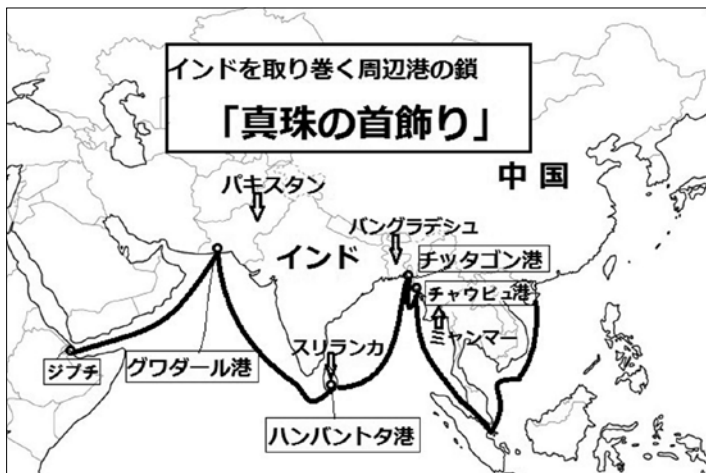 インドを取り巻く周辺港の鎖
「真珠の首飾り」
中国
パキスタン
バングラデシュ
インド
チッタゴン港
チャウピュ港
ミャンマー
スリランカ
ジブチ
グワダール港
ハンバントタ港